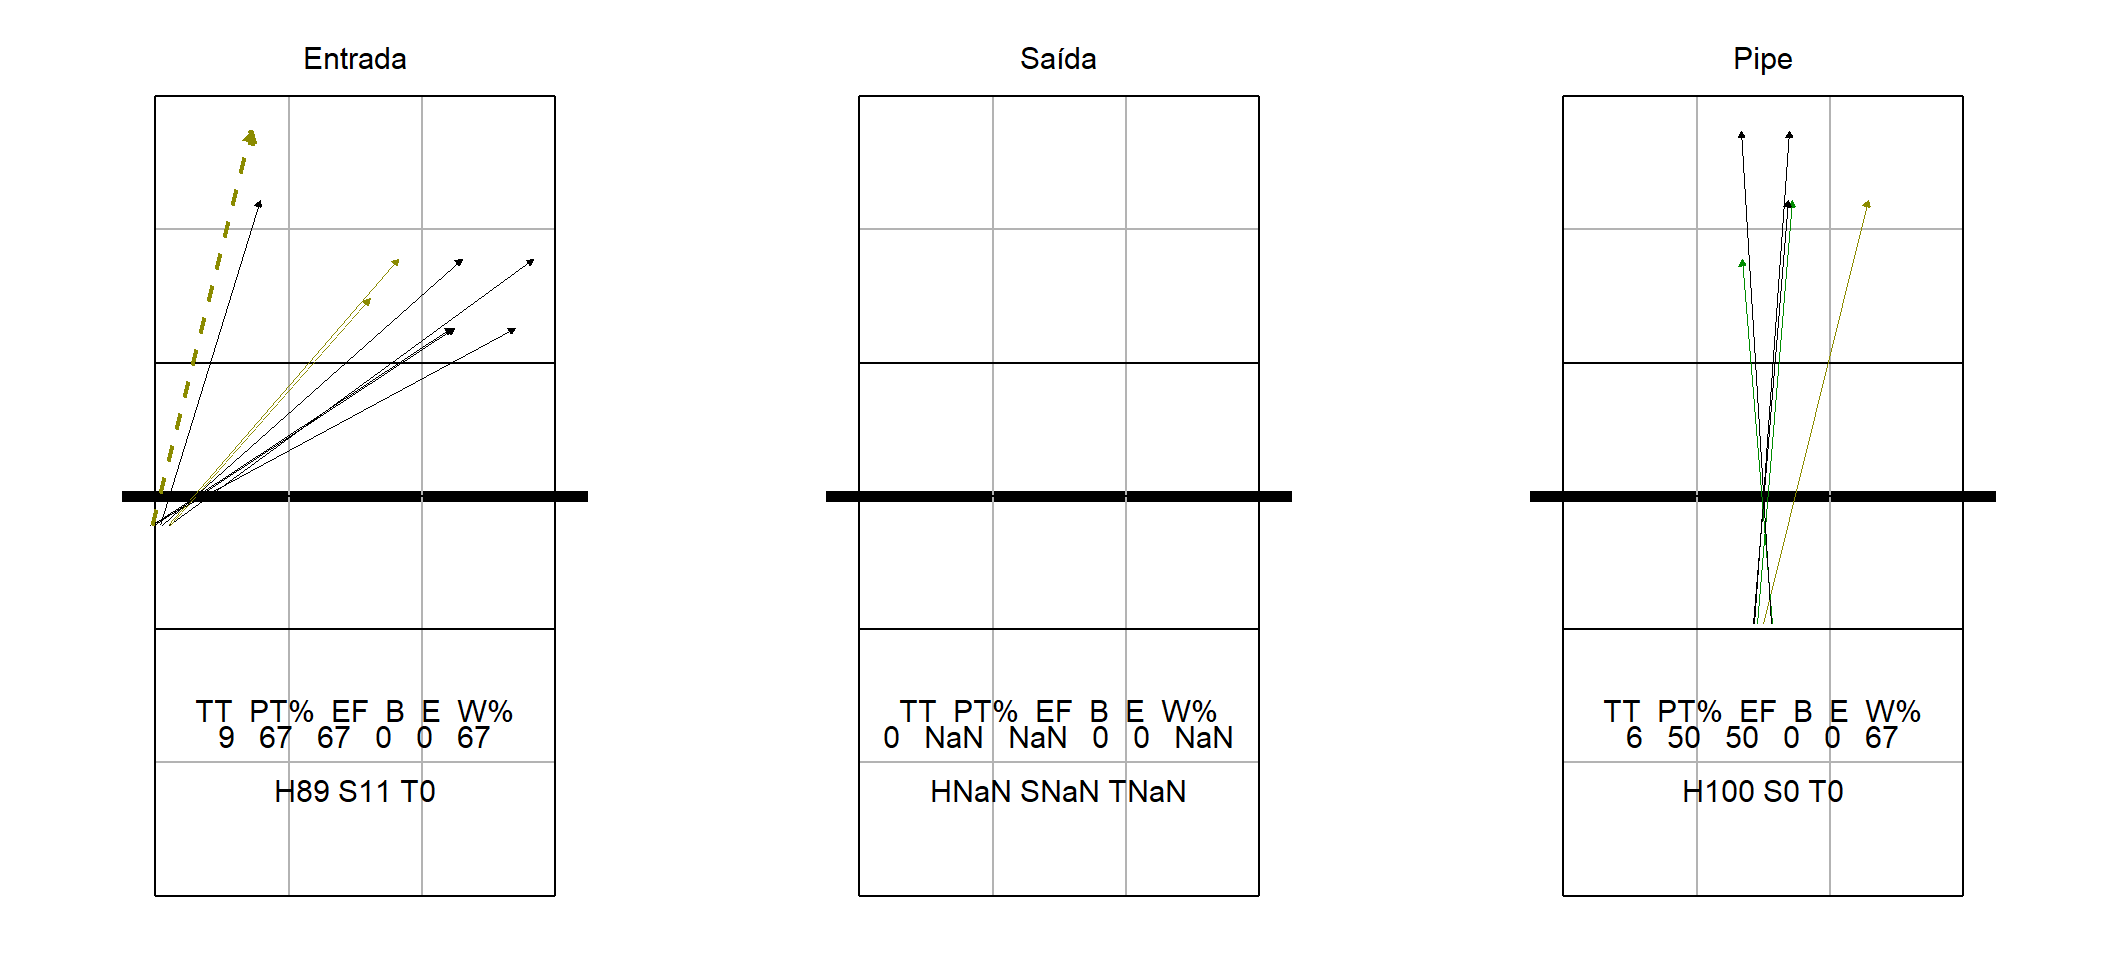 Entrada
TT PT% EF B E W%
9 67 67 0 0 67
H89 S11 T0
Saída
TT PT% EF B E W%
0 NaN NaN 0 0 NaN
HNaN SNaN TNaN
Pipe
TT PT% EF B E W%
6 50 50 0 0 67
H100 S0 T0